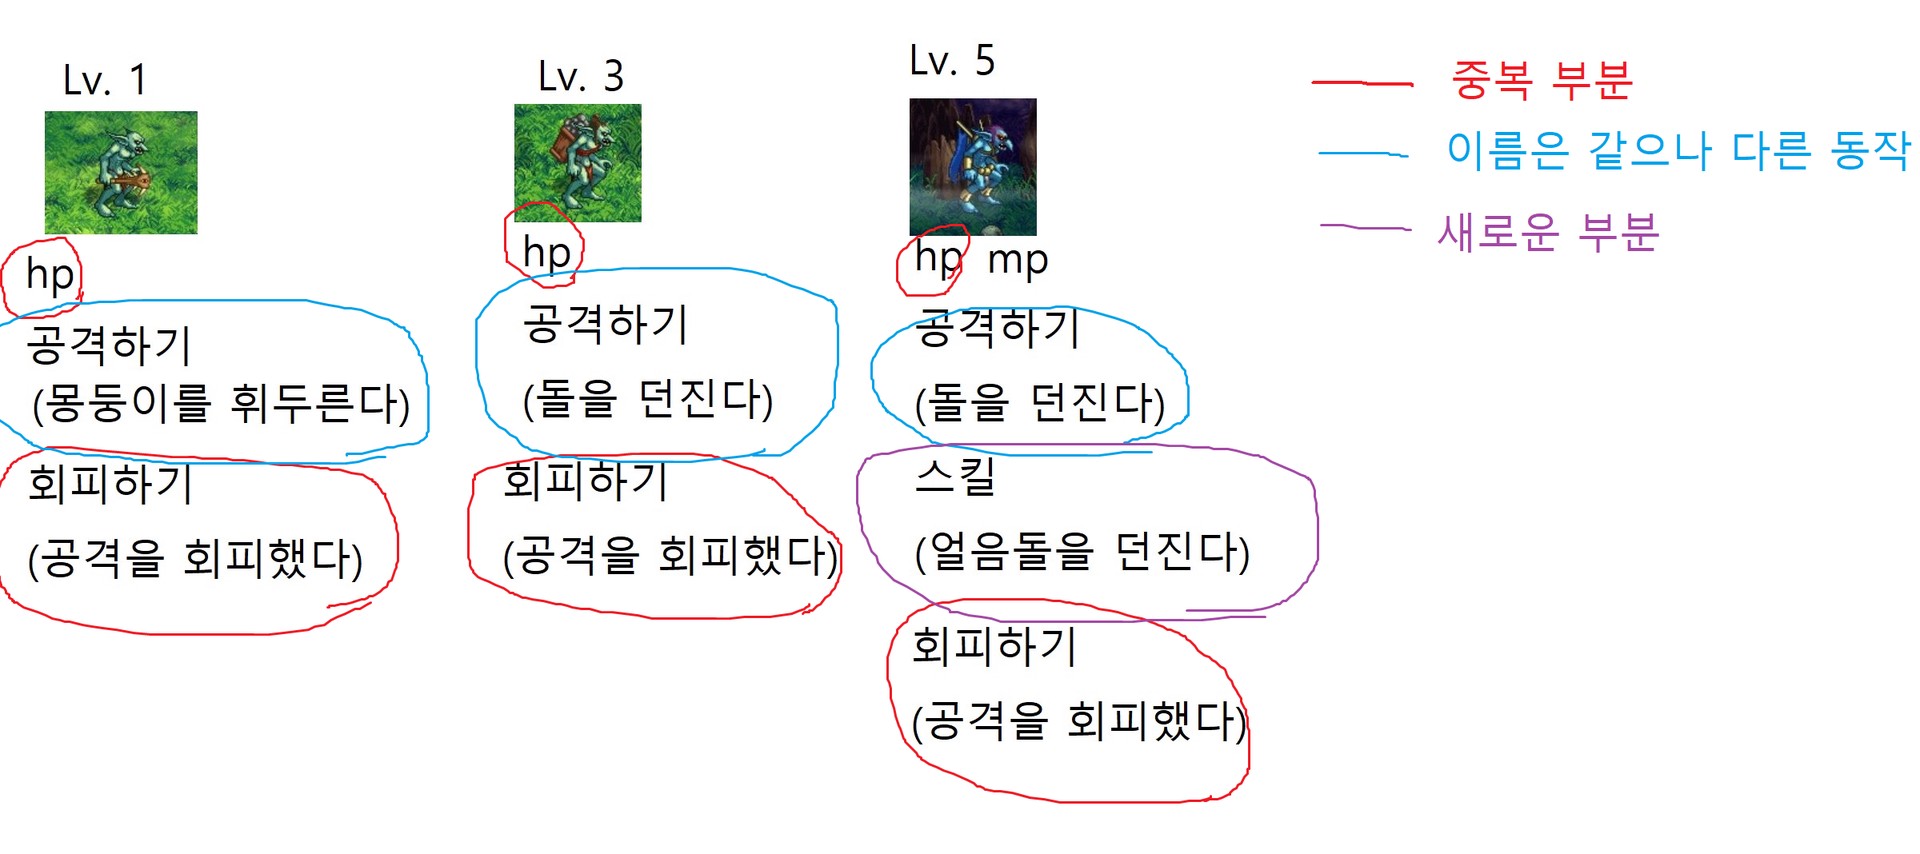 Lv. 1
hp
공격하기
(몽둥이를 휘두른다)
회피하기
(공격을 회피했다)
Lv. 3
hp
공격하기
(돌을 던진다)
회피하기
(공격을 회피했다)
Lv. 5
hp mp
공격하기
(돌을 던진다)
스킬
(얼음돌을 던진다)
회피하기
(공격을 회피했다)
중복 부분
이름은 같으나 다른 동작
새로운 부분